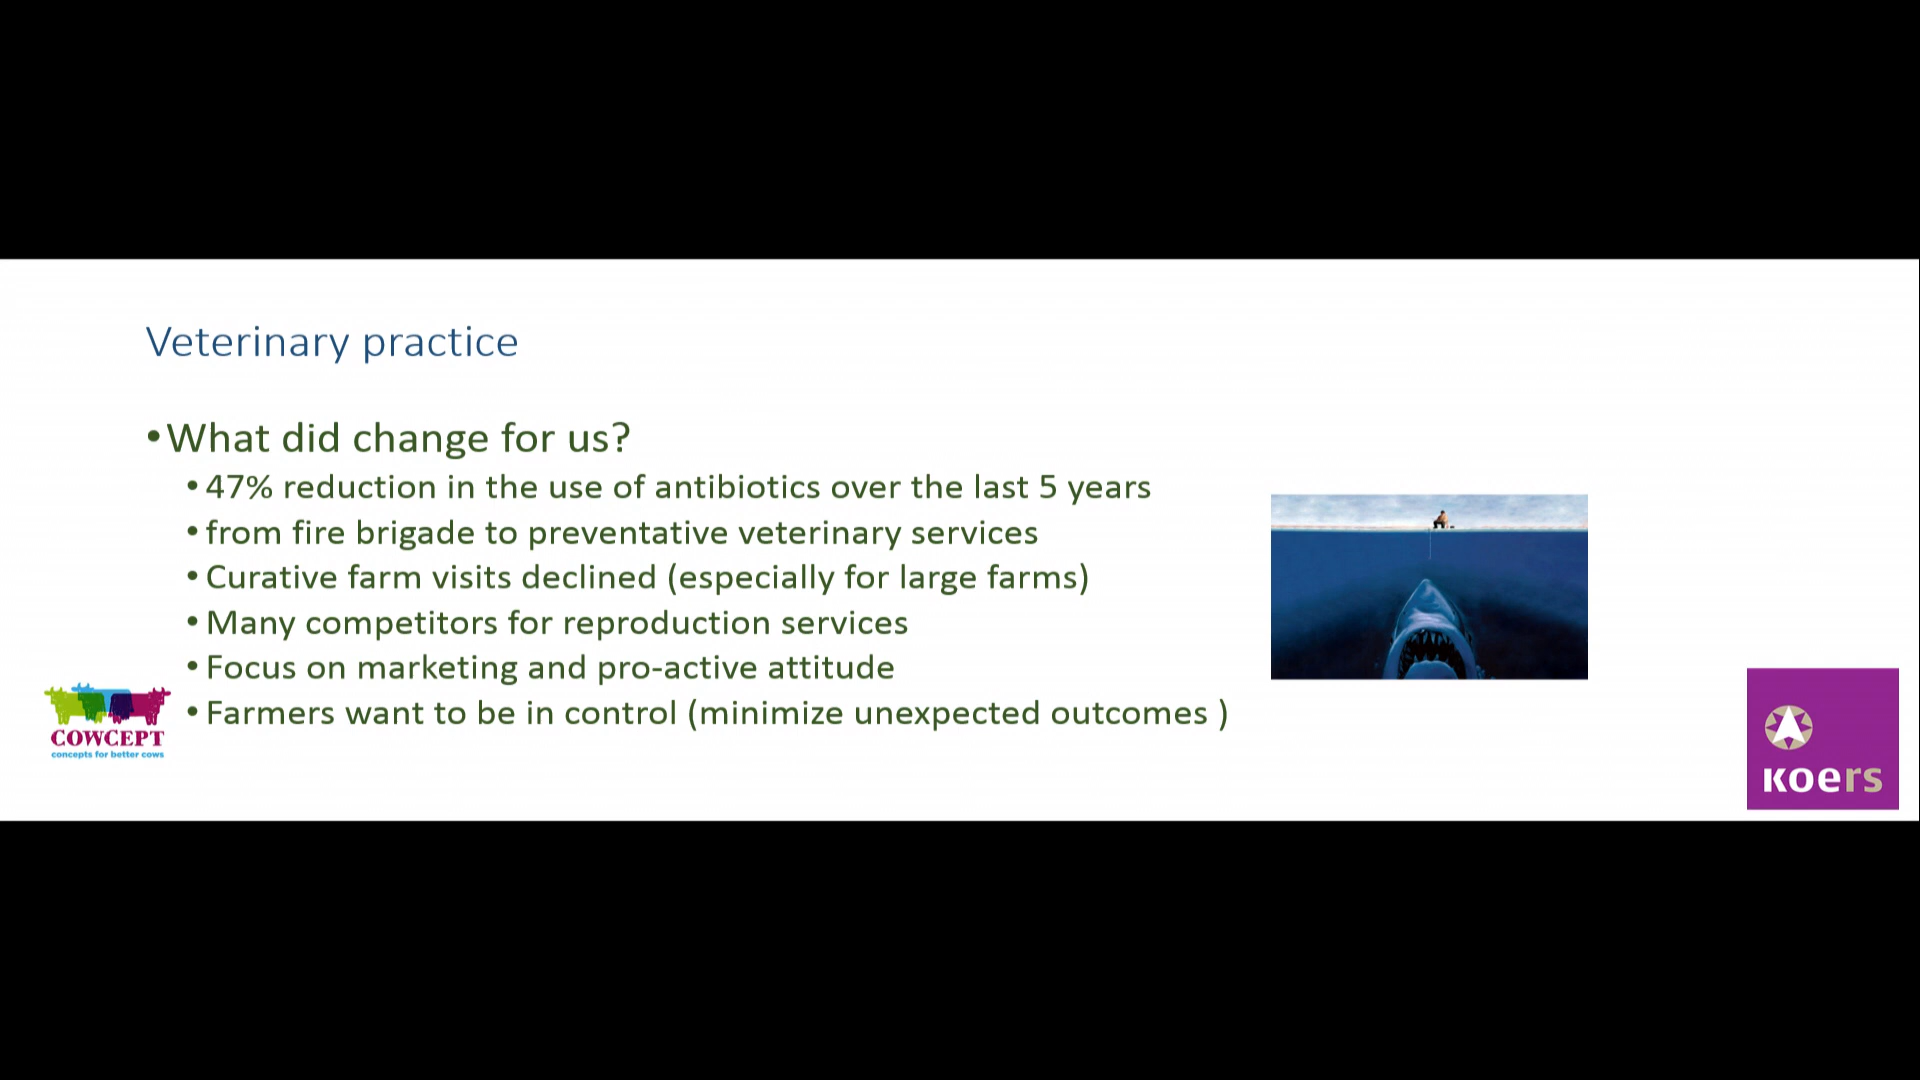 Veterinary practice
•What did change for us?
•47% reduction in the use of antibiotics over the last 5 years
•from fire brigade to preventative veterinary services
•Curative farm visits declined (especially for large farms)
•Many competitors for reproduction services
•Focus on marketing and pro-active attitude
•Farmers want to be in control (minimize unexpected outcomes )
COWCEPT
concepts for better cows
KOers